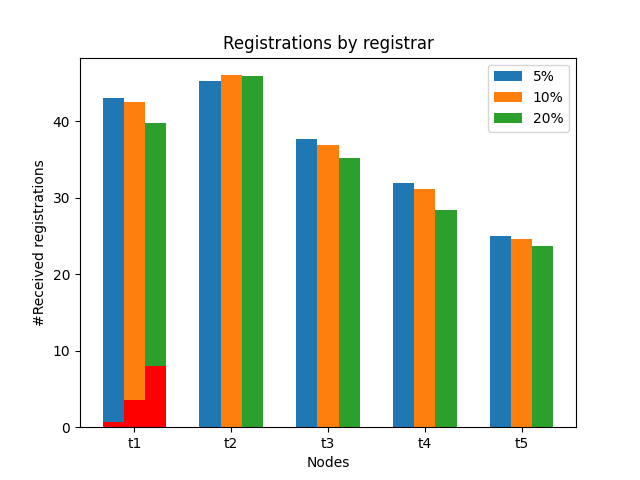 Registrations by registrar
5%
10%
20%
#Received registrations
40
30
20
10
0
t1 t2 t3 t4 t5
Nodes